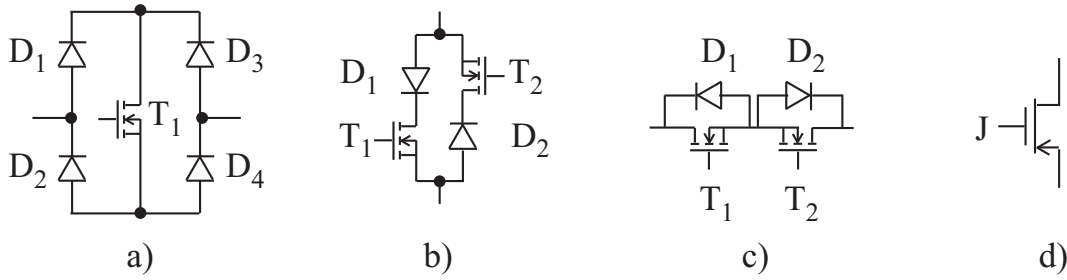 D1 T1 D3
D2 D4
a)
D1 T2
T1 D2
b)
D1 D2
T1 T2
c)
J
d)